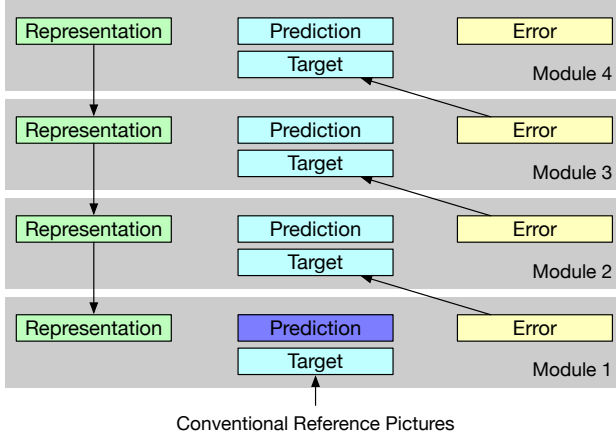 Representation Prediction Error
Target
Module 4
Representation Prediction Error
Target
Module 3
Representation Prediction Error
Target
Module 2
Representation Prediction Error
Target
Module 1
Conventional Reference Pictures